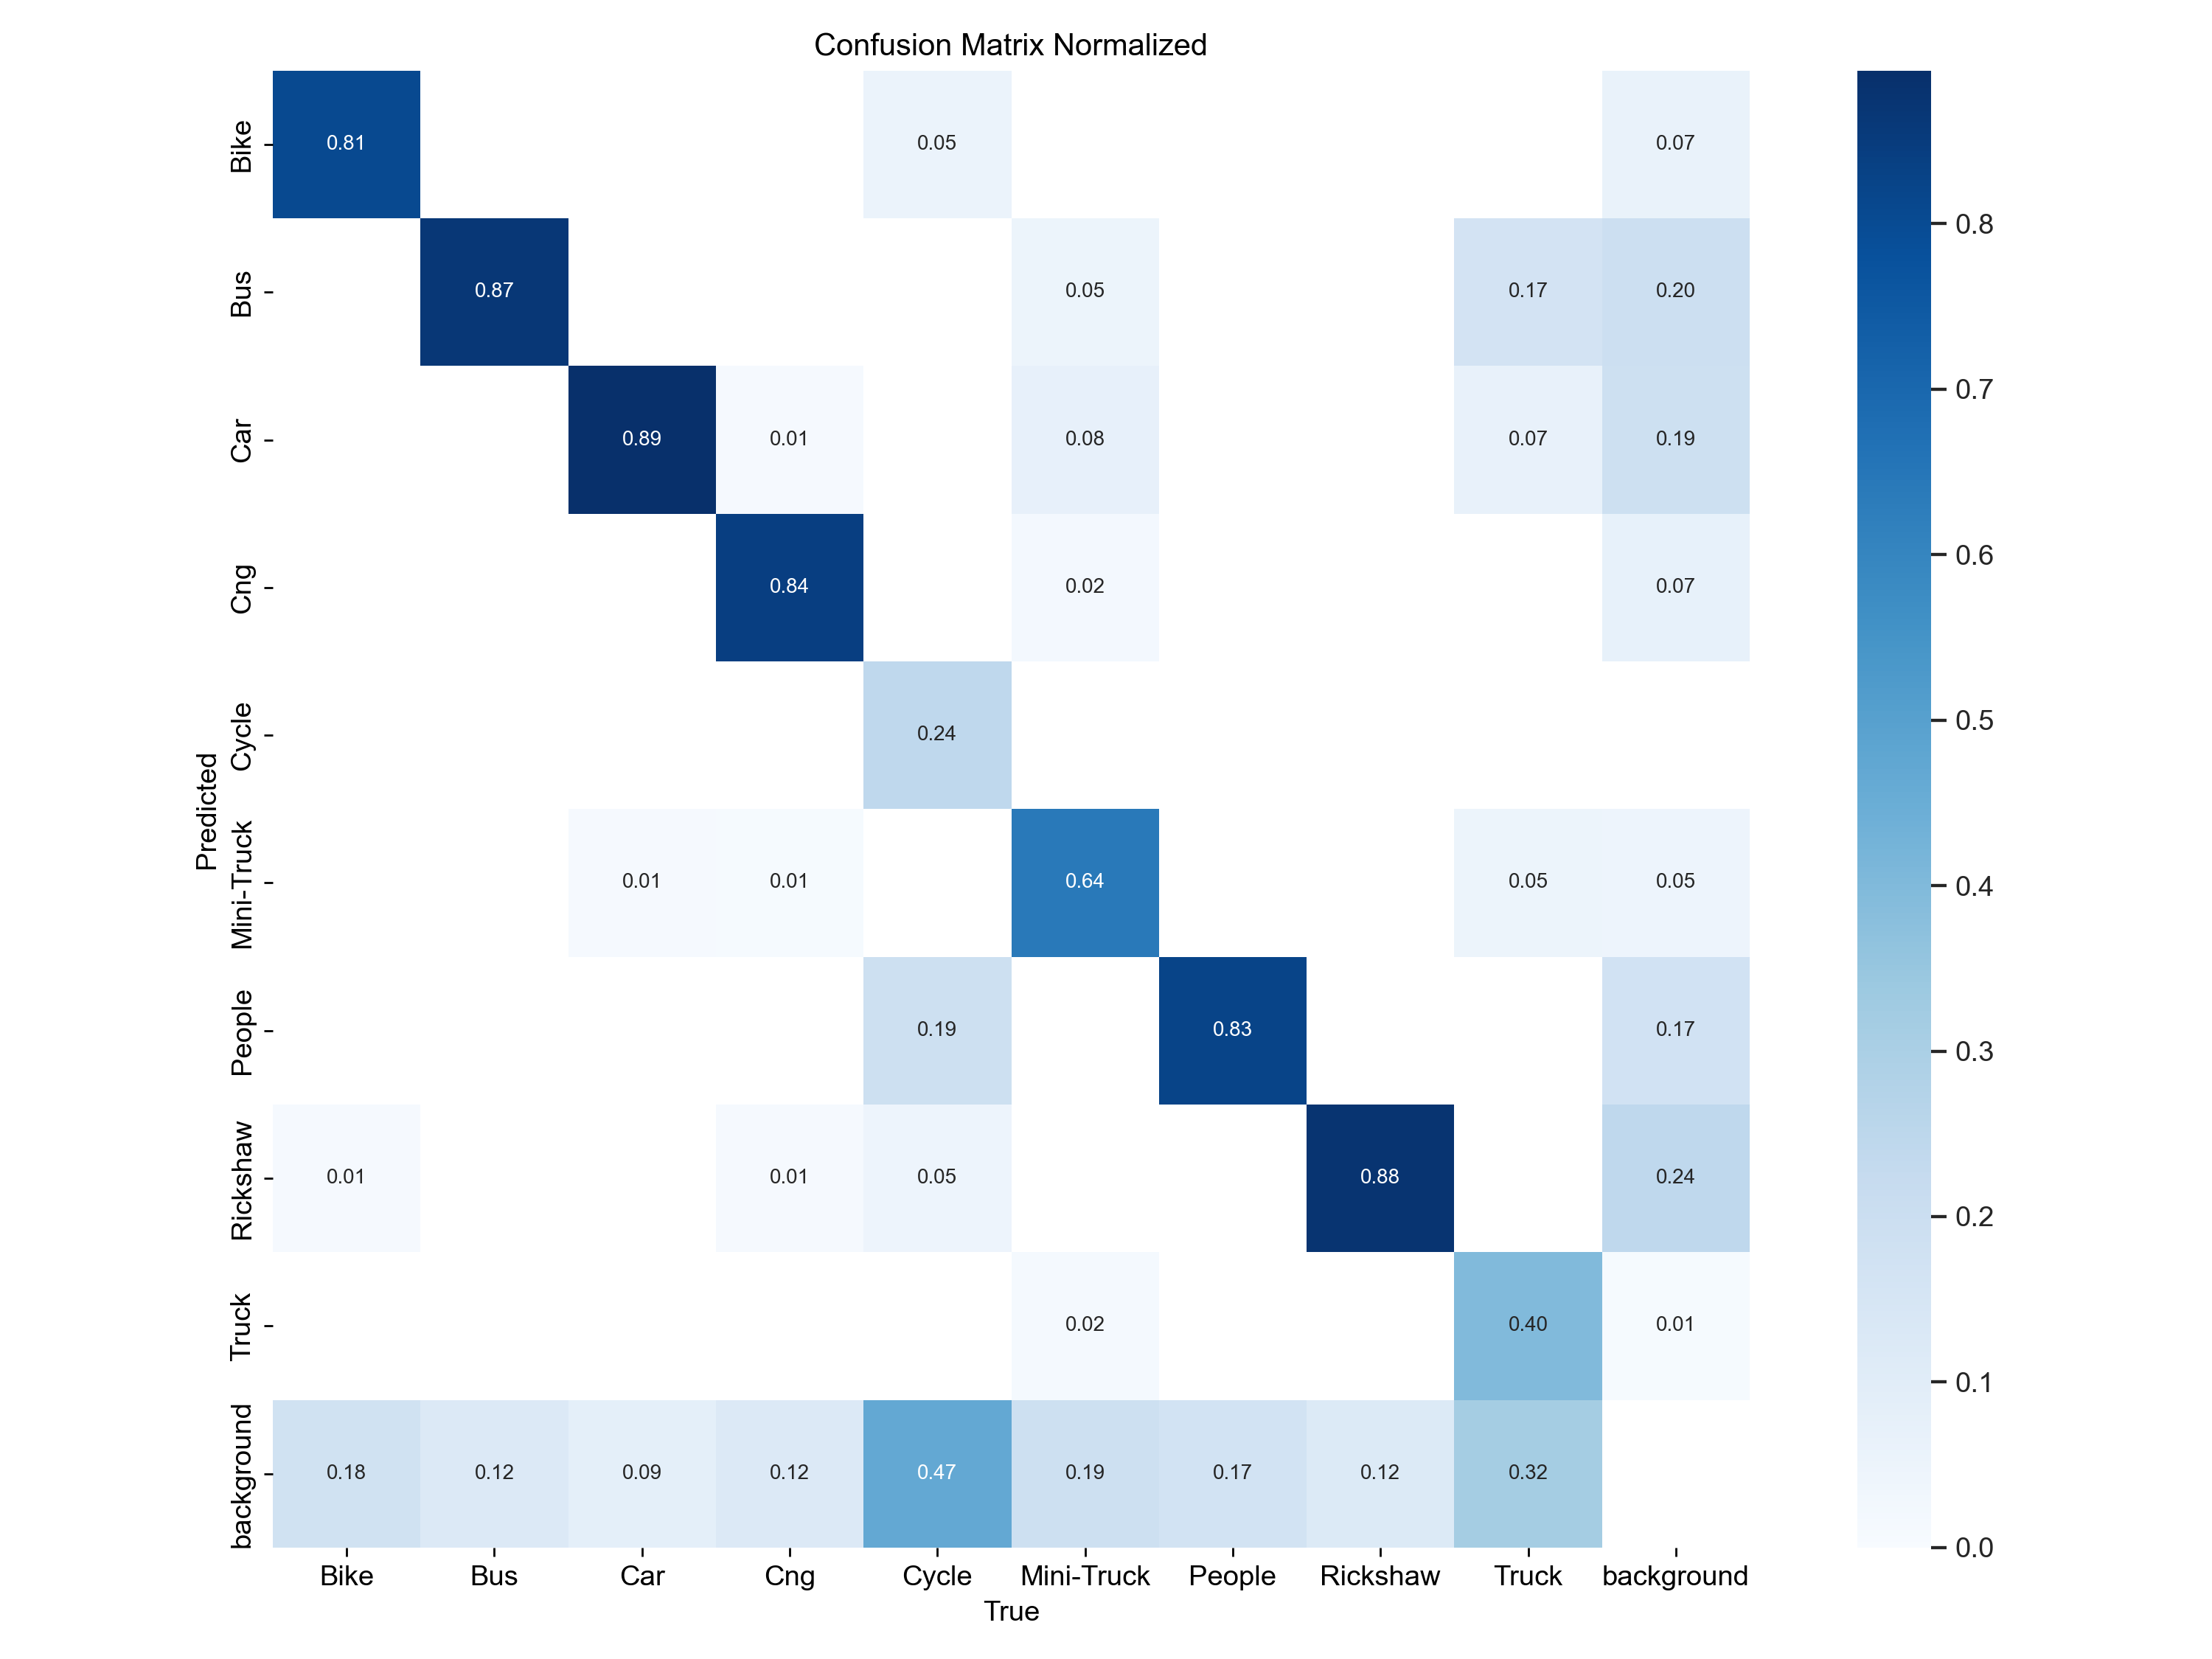 Confusion Matrix Normalized
Bike 0.81 0.05 0.07
Bus 0.87 0.05 0.17 0.20
Car 0.89 0.01 0.08 0.07 0.19
Cng 0.84 0.02 0.07
Cycle 0.24
Mini-Truck 0.01 0.01 0.64 0.05 0.05
People 0.19 0.83 0.17
Rickshaw 0.01 0.01 0.05 0.88 0.24
Truck 0.02 0.40 0.01
background 0.18 0.12 0.09 0.12 0.47 0.19 0.17 0.12 0.32
Predicted
Bike Bus Car Cng Cycle Mini-Truck People Rickshaw Truck background
True
0.8
0.7
0.6
0.5
0.4
0.3
0.2
0.1
0.0